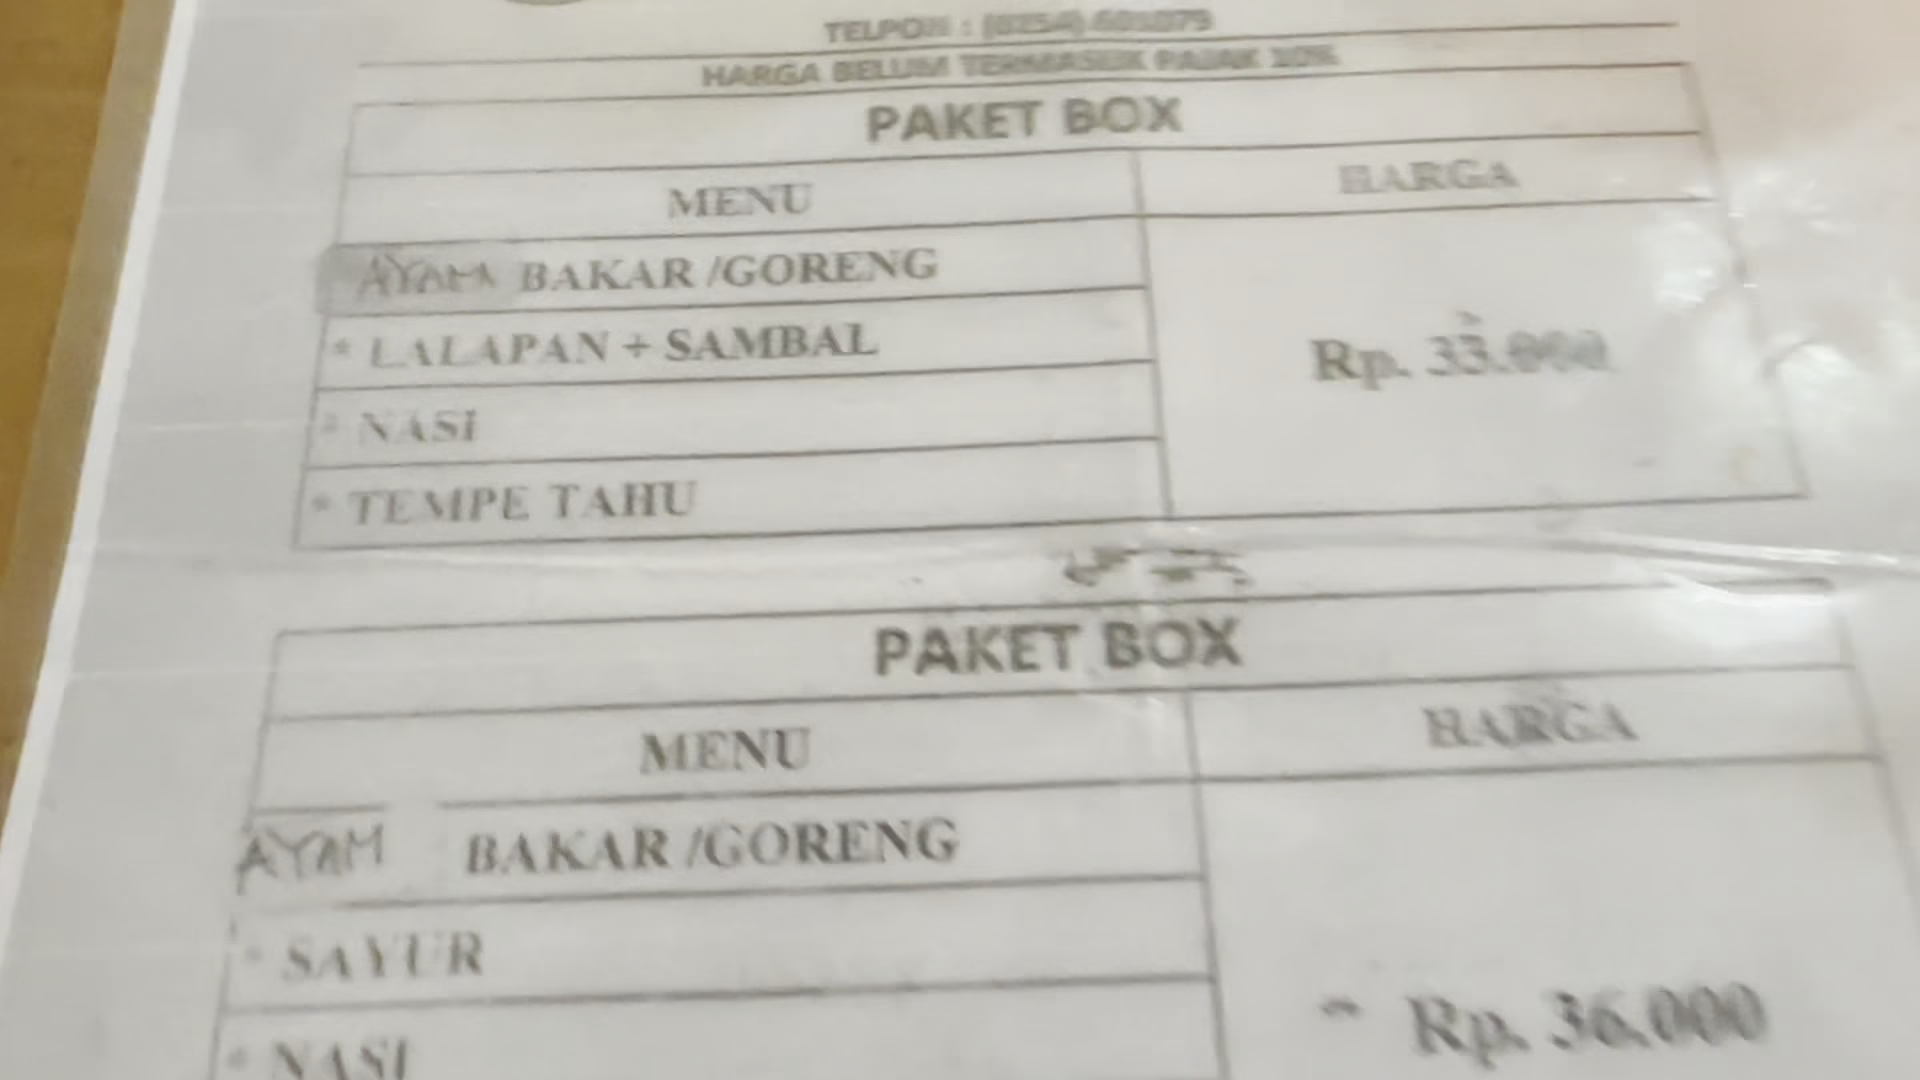 TELPON : (0254) 601079
HARGA BELUM TERMASUK PAJAK 10%
PAKET BOX
MENU HARGA
AYAM BAKAR /GORENG
* LALAPAN + SAMBAL
Rp. 33.000
* NASI
* TEMPE TAHU
PAKET BOX
MENU HARGA
AYAM BAKAR /GORENG
* SAYUR
Rp. 36.000
* NASI